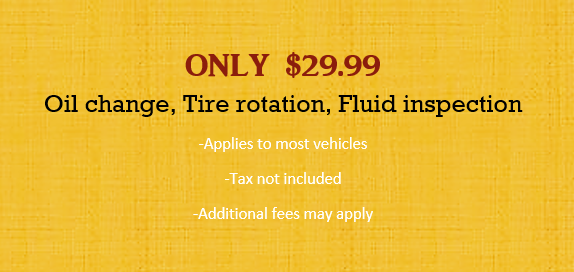 ONLY $29.99
Oil change, Tire rotation, Fluid inspection
-Applies to most vehicles
-Tax not included
-Additional fees may apply